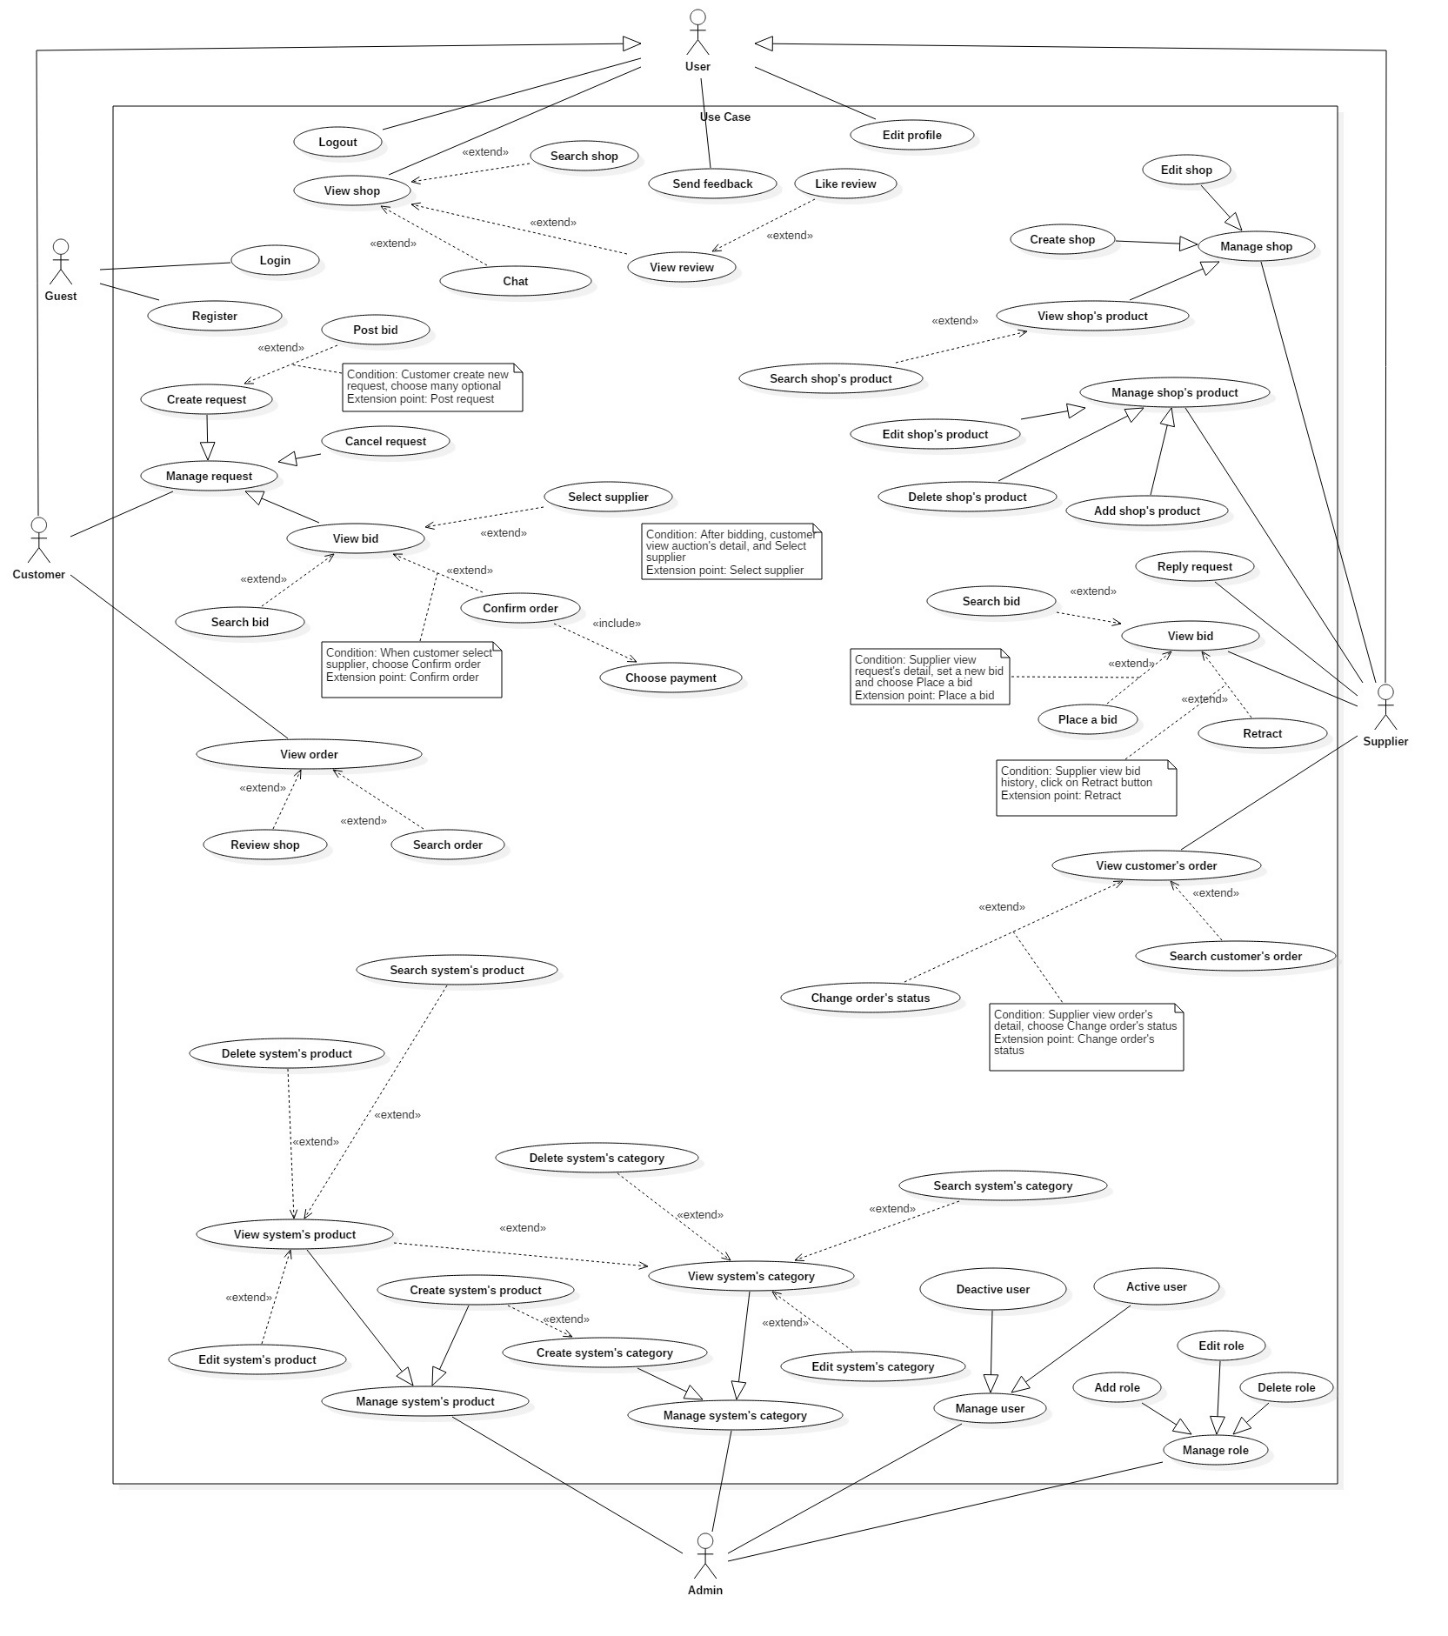 User
Use Case
Logout
Edit profile
«extend»
Search shop
Edit shop
View shop
Send feedback
Like review
«extend»
«extend»
«extend»
Create shop
Manage shop
Login
View review
Guest
Chat
Register
View shop's product
Post bid
«extend»
«extend»
Condition: Customer create new
request, choose many optional
Extension point: Post request
Search shop's product
Create request
Manage shop's product
Cancel request
Edit shop's product
Manage request
Select supplier
Delete shop's product
Add shop's product
«extend»
View bid
Condition: After bidding, customer
view auction's detail, and Select
supplier
Extension point: Select supplier
Customer
«extend»
«extend»
Reply request
«extend»
Search bid
Confirm order
Search bid
«include»
View bid
Condition: When customer select
supplier, choose Confirm order
Extension point: Confirm order
Choose payment
Condition: Supplier view
request's detail, set a new bid
and choose Place a bid
Extension point: Place a bid
«extend»
«extend»
Place a bid
Retract
Supplier
View order
Condition: Supplier view bid
history, click on Retract button
Extension point: Retract
«extend»
«extend»
Review shop
Search order
View customer's order
«extend»
«extend»
Search customer's order
Search system's product
Change order's status
Condition: Supplier view order's
detail, choose Change order's status
Extension point: Change order's
status
Delete system's product
«extend»
«extend»
Delete system's category
Search system's category
«extend»
«extend»
«extend»
View system's product
View system's category
Create system's product
Deactive user
Active user
«extend»
«extend»
«extend»
Edit system's product
Create system's category
Edit system's category
Edit role
Add role
Delete role
Manage system's product
Manage system's category
Manage user
Manage role
Admin